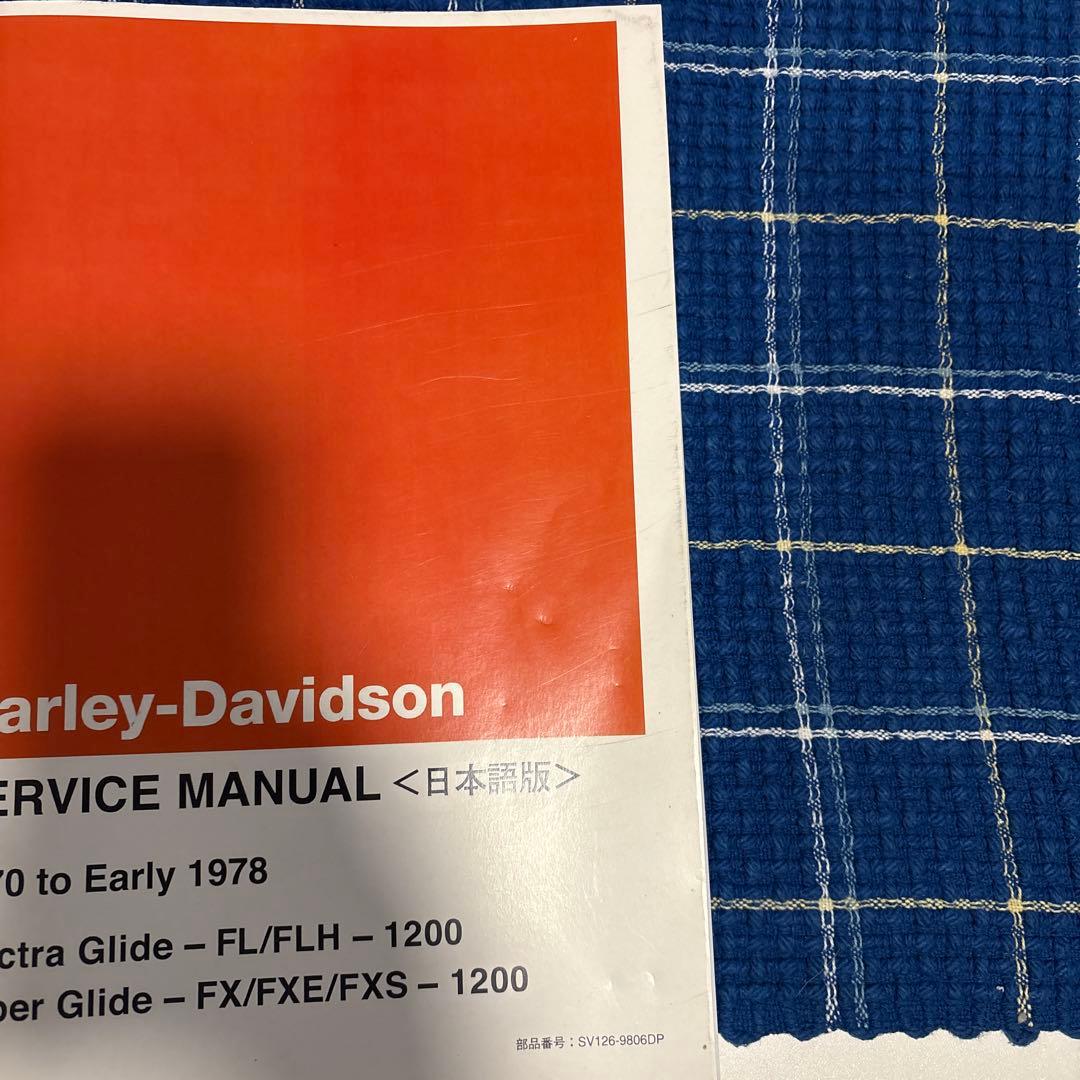 arley-Davidson
ERVICE MANUAL <日本語版>
70 to Early 1978
ctra Glide – FL/FLH – 1200
per Glide – FX/FXE/FXS – 1200
部品番号：SV126-9806DP